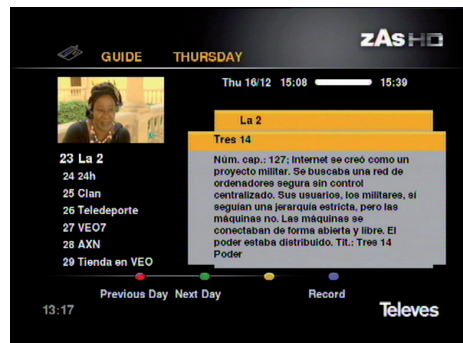 zAs HD
GUIDE THURSDAY
Thu 16/12 15:08 15:39
La 2
Tres 14
Núm. cap.: 127; Internet se creó como un
proyecto militar. Se buscaba una red de
ordenadores segura sin control
centralizado. Sus usuarios, los militares, sí
seguían una jerarquía estricta, pero las
máquinas no. Las máquinas se
conectaban de forma abierta y libre. El
poder estaba distribuido. Tit.: Tres 14
Poder
23 La 2
24 24h
25 Clan
26 Teledeporte
27 VEO7
28 AXN
29 Tienda en VEO
Previous Day Next Day Record
13:17 Televes